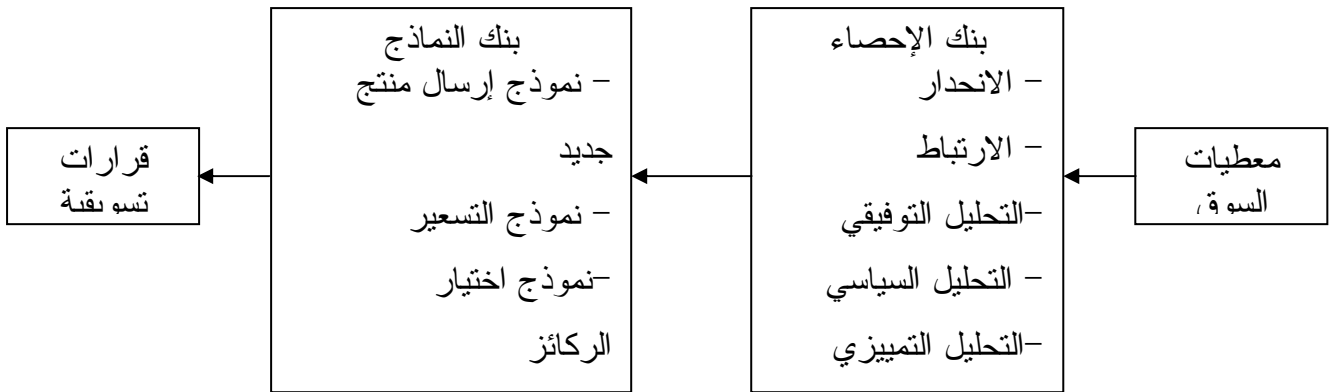 معطيات
السوق
بنك الإحصاء
– الانحدار
– الارتباط
–التحليل التوفيقي
– التحليل السياسي
–التحليل التمييزي
بنك النماذج
– نموذج إرسال منتج
جديد
– نموذج التسعير
–نموذج اختيار
الركائز
قرارات
تسويقية